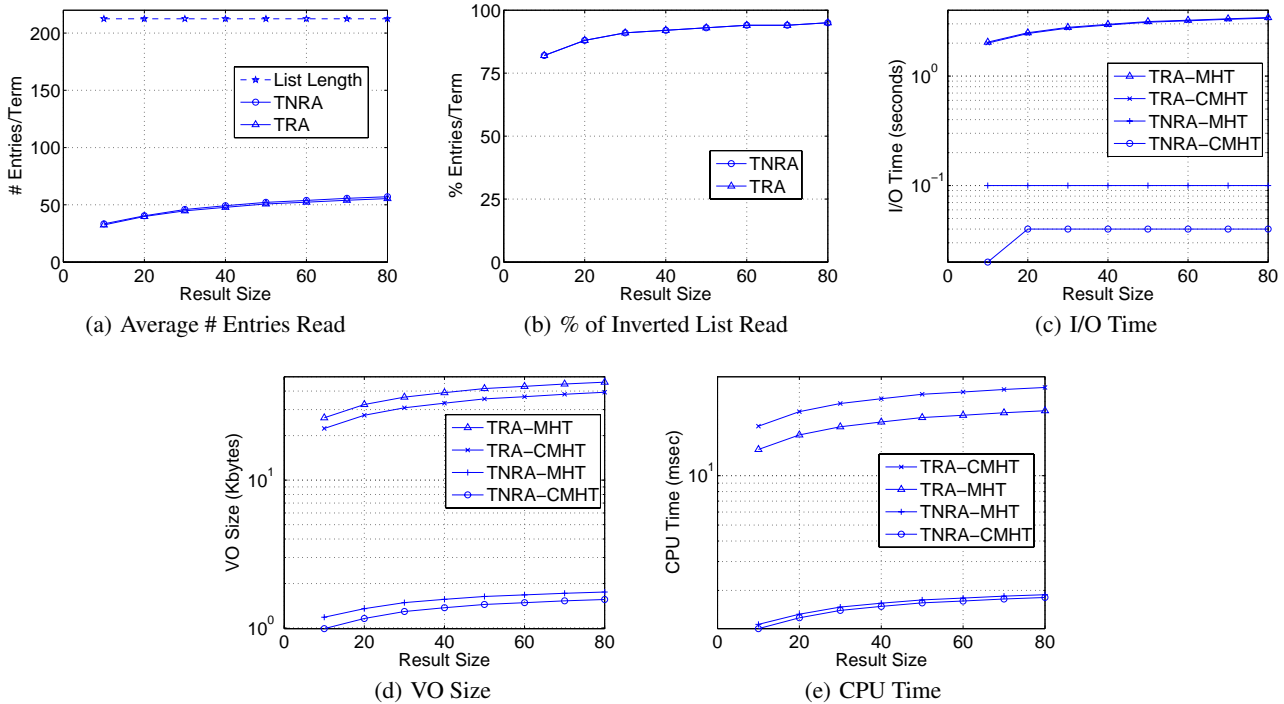 220
200
150
100
50
0
# Entries/Term
List Length
TNRA
TRA
0 20 40 60 80
Result Size
(a) Average # Entries Read
100
75
50
25
0
% Entries/Term
TNRA
TRA
0 20 40 60 80
Result Size
(b) % of Inverted List Read
10^0
10^-1
I/O Time (seconds)
TRA−MHT
TRA−CMHT
TNRA−MHT
TNRA−CMHT
0 20 40 60 80
Result Size
(c) I/O Time
10^1
10^0
VO Size (Kbytes)
TRA−MHT
TRA−CMHT
TNRA−MHT
TNRA−CMHT
0 20 40 60 80
Result Size
(d) VO Size
10^1
CPU Time (msec)
TRA−CMHT
TRA−MHT
TNRA−MHT
TNRA−CMHT
0 20 40 60 80
Result Size
(e) CPU Time